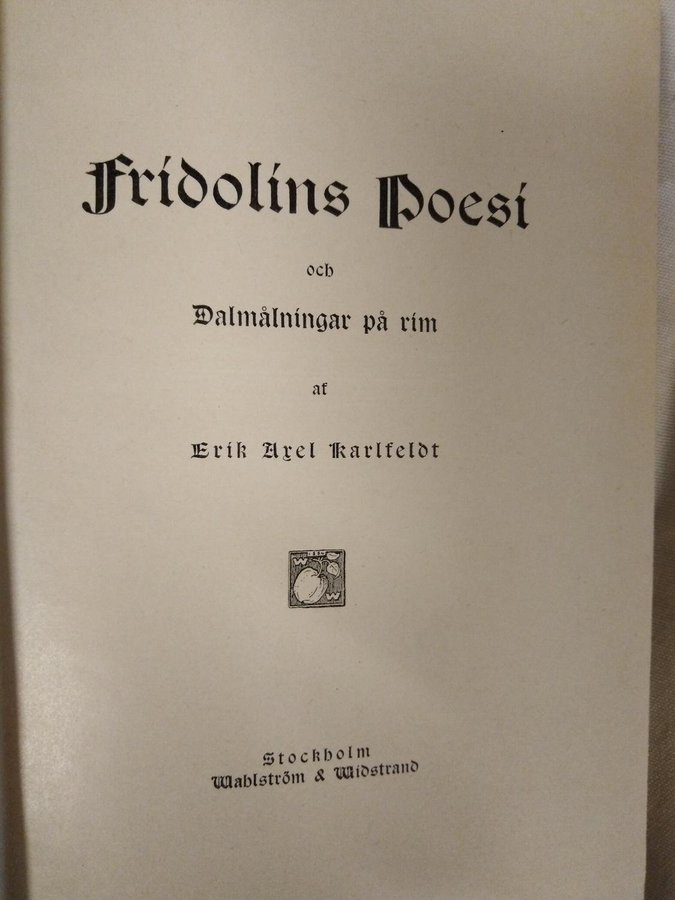 Fridolins Poesi
och
Dalmålningar på rim
af
Erik Axel Karlfeldt
W
W
Stockholm
Wahlström & Widstrand